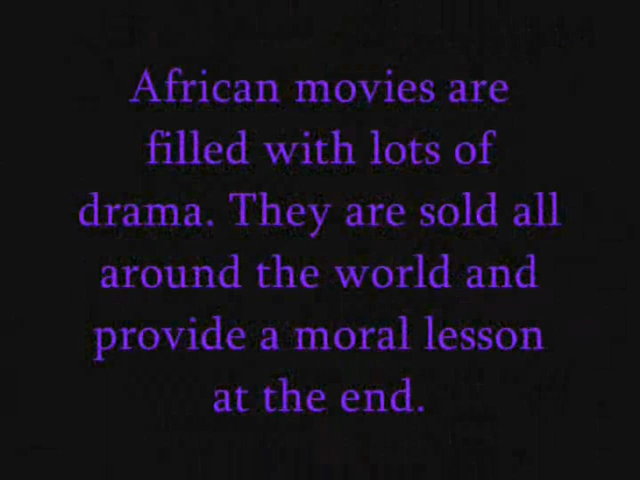 African movies are
filled with lots of
drama. They are sold all
around the world and
provide a moral lesson
at the end.